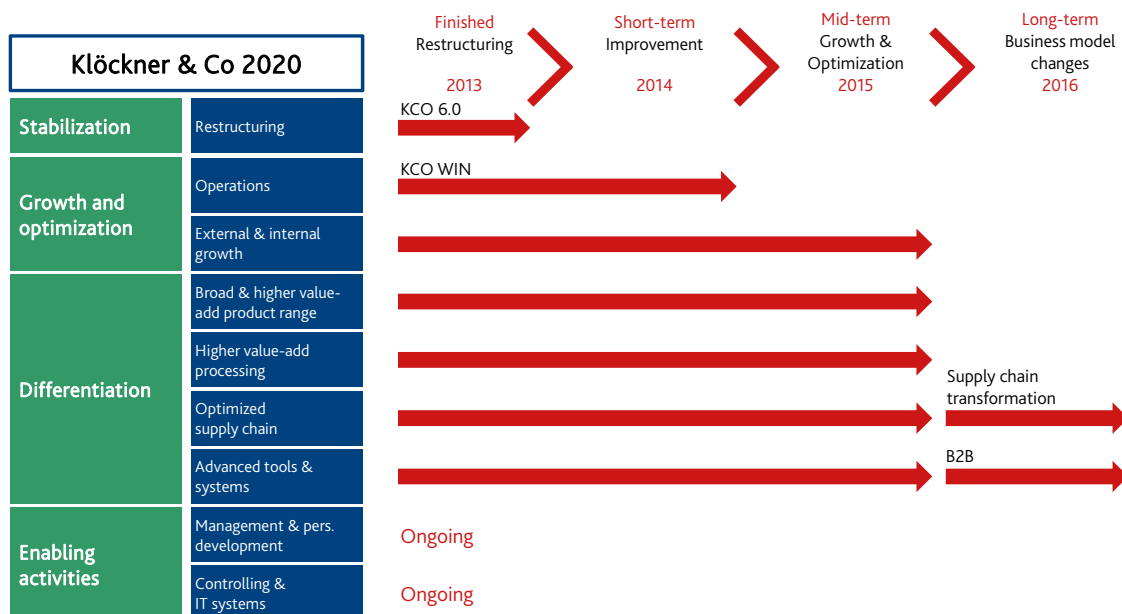 Klöckner & Co 2020
Finished
Restructuring
2013
Short-term
Improvement
2014
Mid-term
Growth &
Optimization
2015
Long-term
Business model
changes
2016
Stabilization
Restructuring
KCO 6.0
Growth and
optimization
Operations
KCO WIN
External & internal
growth
Differentiation
Broad & higher value-
add product range
Higher value-add
processing
Optimized
supply chain
Supply chain
transformation
Advanced tools &
systems
B2B
Enabling
activities
Management & pers.
development
Ongoing
Controlling &
IT systems
Ongoing